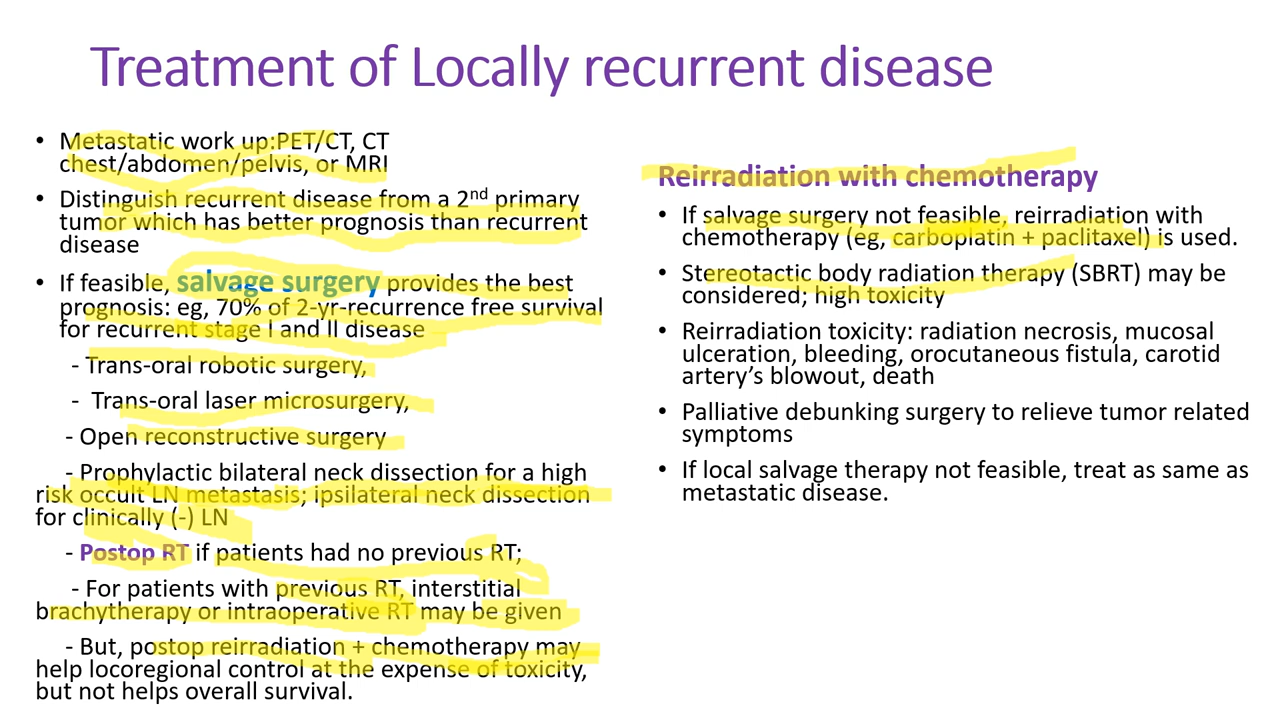 Treatment of Locally recurrent disease
• Metastatic work up:PET/CT, CT
chest/abdomen/pelvis, or MRI
• Distinguish recurrent disease from a 2nd primary
tumor which has better prognosis than recurrent
disease
• If feasible, salvage surgery provides the best
prognosis: eg, 70% of 2-yr-recurrence free survival
for recurrent stage I and II disease
- Trans-oral robotic surgery,
- Trans-oral laser microsurgery,
- Open reconstructive surgery
- Prophylactic bilateral neck dissection for a high
risk occult LN metastasis; ipsilateral neck dissection
for clinically (-) LN
- Postop RT if patients had no previous RT;
- For patients with previous RT, interstitial
brachytherapy or intraoperative RT may be given
- But, postop reirradiation + chemotherapy may
help locoregional control at the expense of toxicity,
but not helps overall survival.
Reirradiation with chemotherapy
• If salvage surgery not feasible, reirradiation with
chemotherapy (eg, carboplatin + paclitaxel) is used.
• Stereotactic body radiation therapy (SBRT) may be
considered; high toxicity
• Reirradiation toxicity: radiation necrosis, mucosal
ulceration, bleeding, orocutaneous fistula, carotid
artery’s blowout, death
• Palliative debunking surgery to relieve tumor related
symptoms
• If local salvage therapy not feasible, treat as same as
metastatic disease.